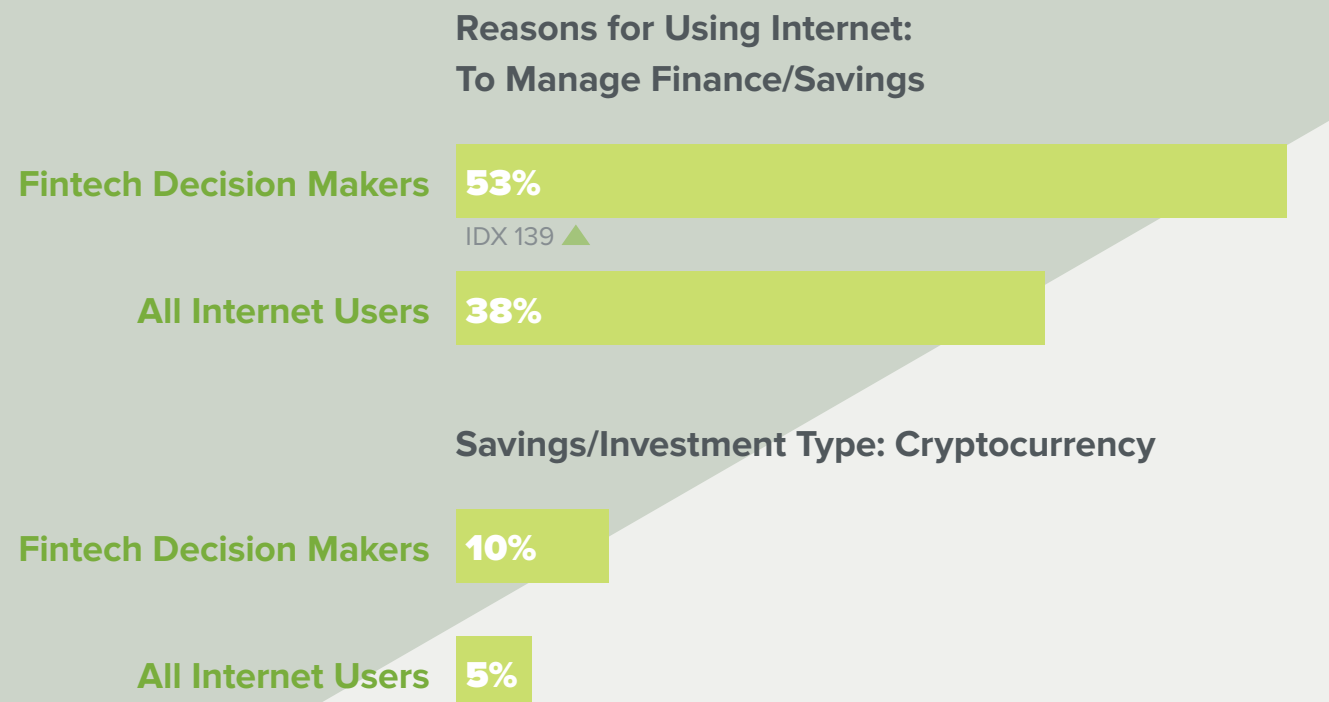 Reasons for Using Internet:
To Manage Finance/Savings
Fintech Decision Makers 53%
IDX 139
All Internet Users 38%
Savings/Investment Type: Cryptocurrency
Fintech Decision Makers 10%
All Internet Users 5%